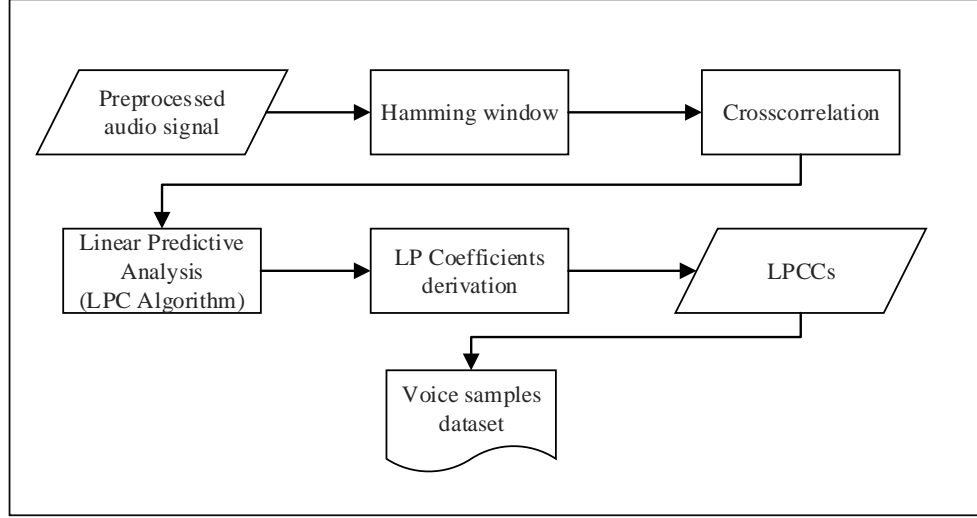 Preprocessed
audio signal
Hamming window
Crosscorrelation
Linear Predictive
Analysis
(LPC Algorithm)
LP Coefficients
derivation
LPCCs
Voice samples
dataset